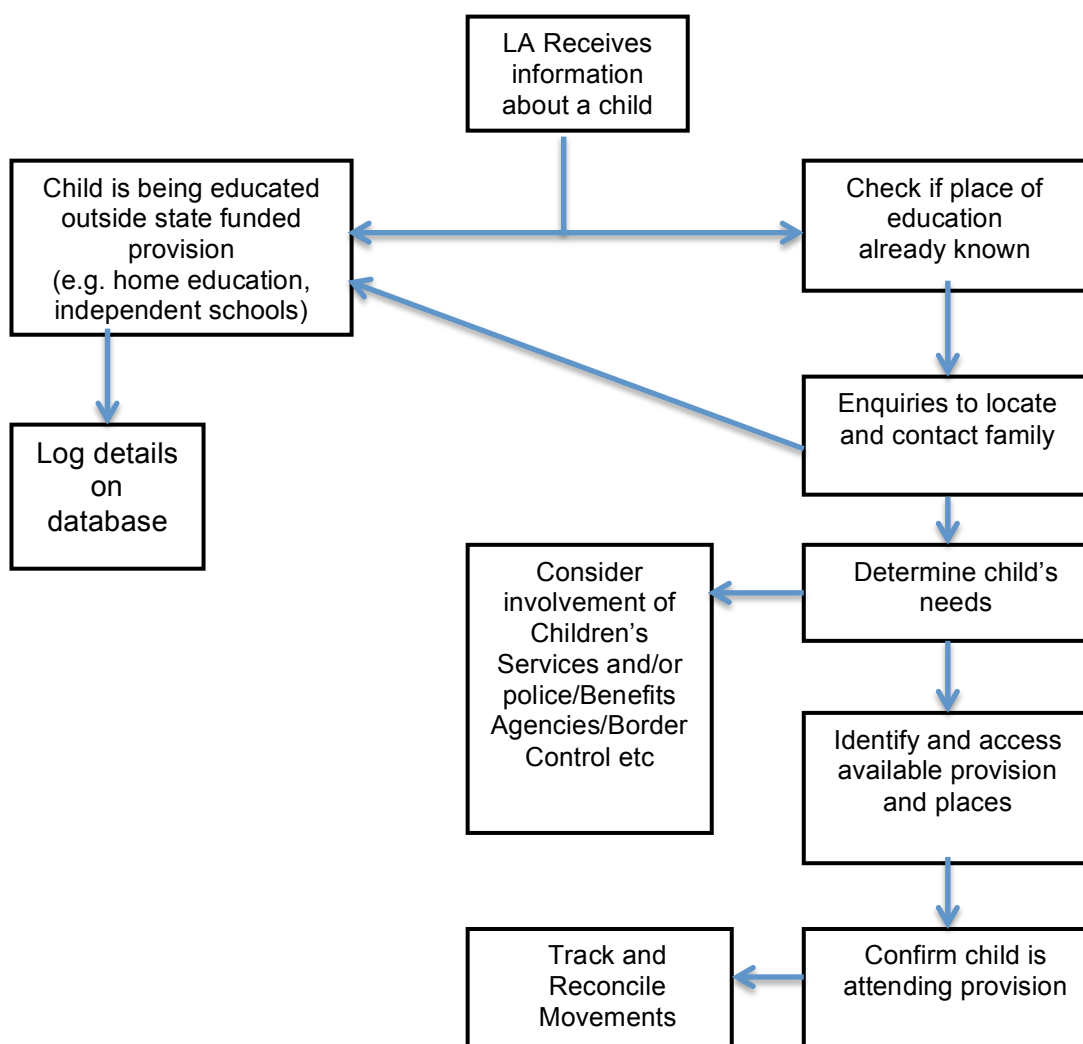 LA Receives
information
about a child
Child is being educated
outside state funded
provision
(e.g. home education,
independent schools)
Check if place of
education
already known
Enquiries to locate
and contact family
Log details
on
database
Consider
involvement of
Children’s
Services and/or
police/Benefits
Agencies/Border
Control etc
Determine child’s
needs
Identify and access
available provision
and places
Track and
Reconcile
Movements
Confirm child is
attending provision